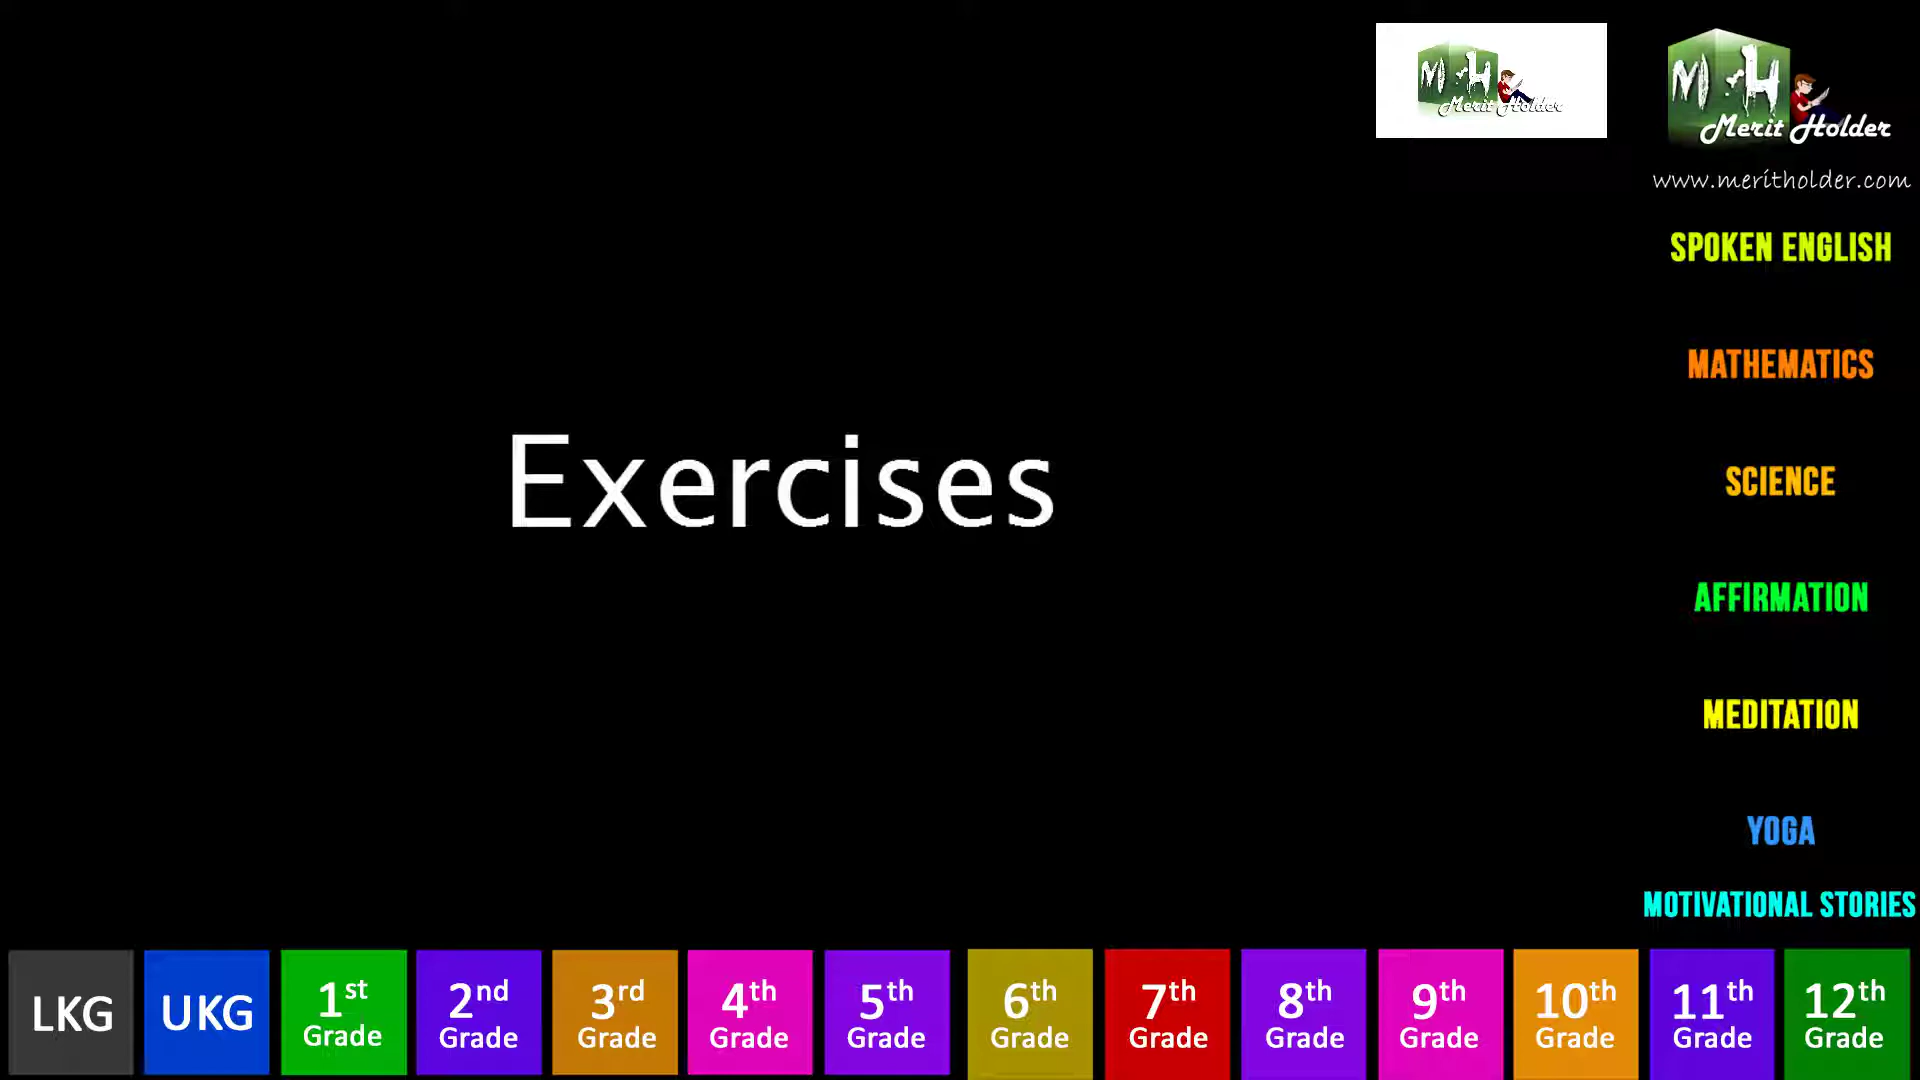 M H
Merit Holder
M H
Merit Holder
www.meritholder.com
SPOKEN ENGLISH
MATHEMATICS
SCIENCE
Exercises
AFFIRMATION
MEDITATION
YOGA
MOTIVATIONAL STORIES
LKG
UKG
1st
Grade
2nd
Grade
3rd
Grade
4th
Grade
5th
Grade
6th
Grade
7th
Grade
8th
Grade
9th
Grade
10th
Grade
11th
Grade
12th
Grade